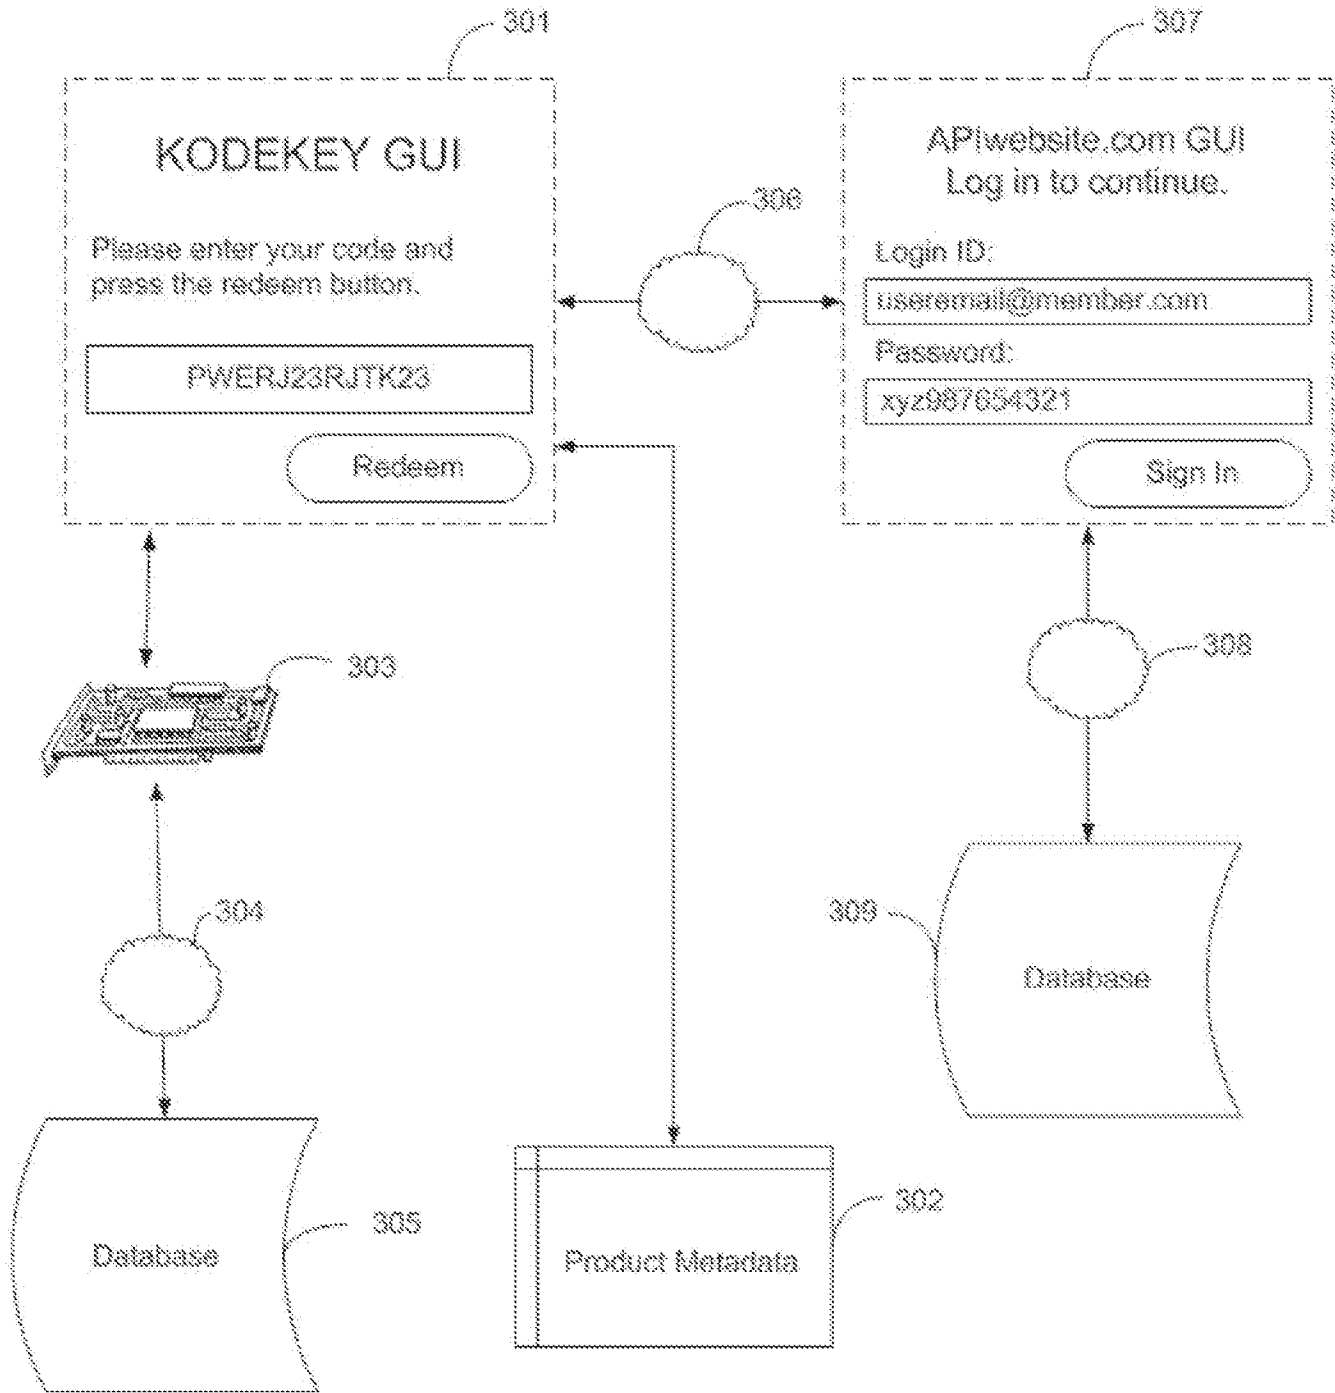 301
KODEKEY GUI
Please enter your code and
press the redeem button.
PWERJ23RJTK23
Redeem
306
307
APIwebsite.com GUI
Log in to continue.
Login ID:
useremail@member.com
Password:
xyz987654321
Sign In
303
308
304
309
Database
305
Database
302
Product Metadata